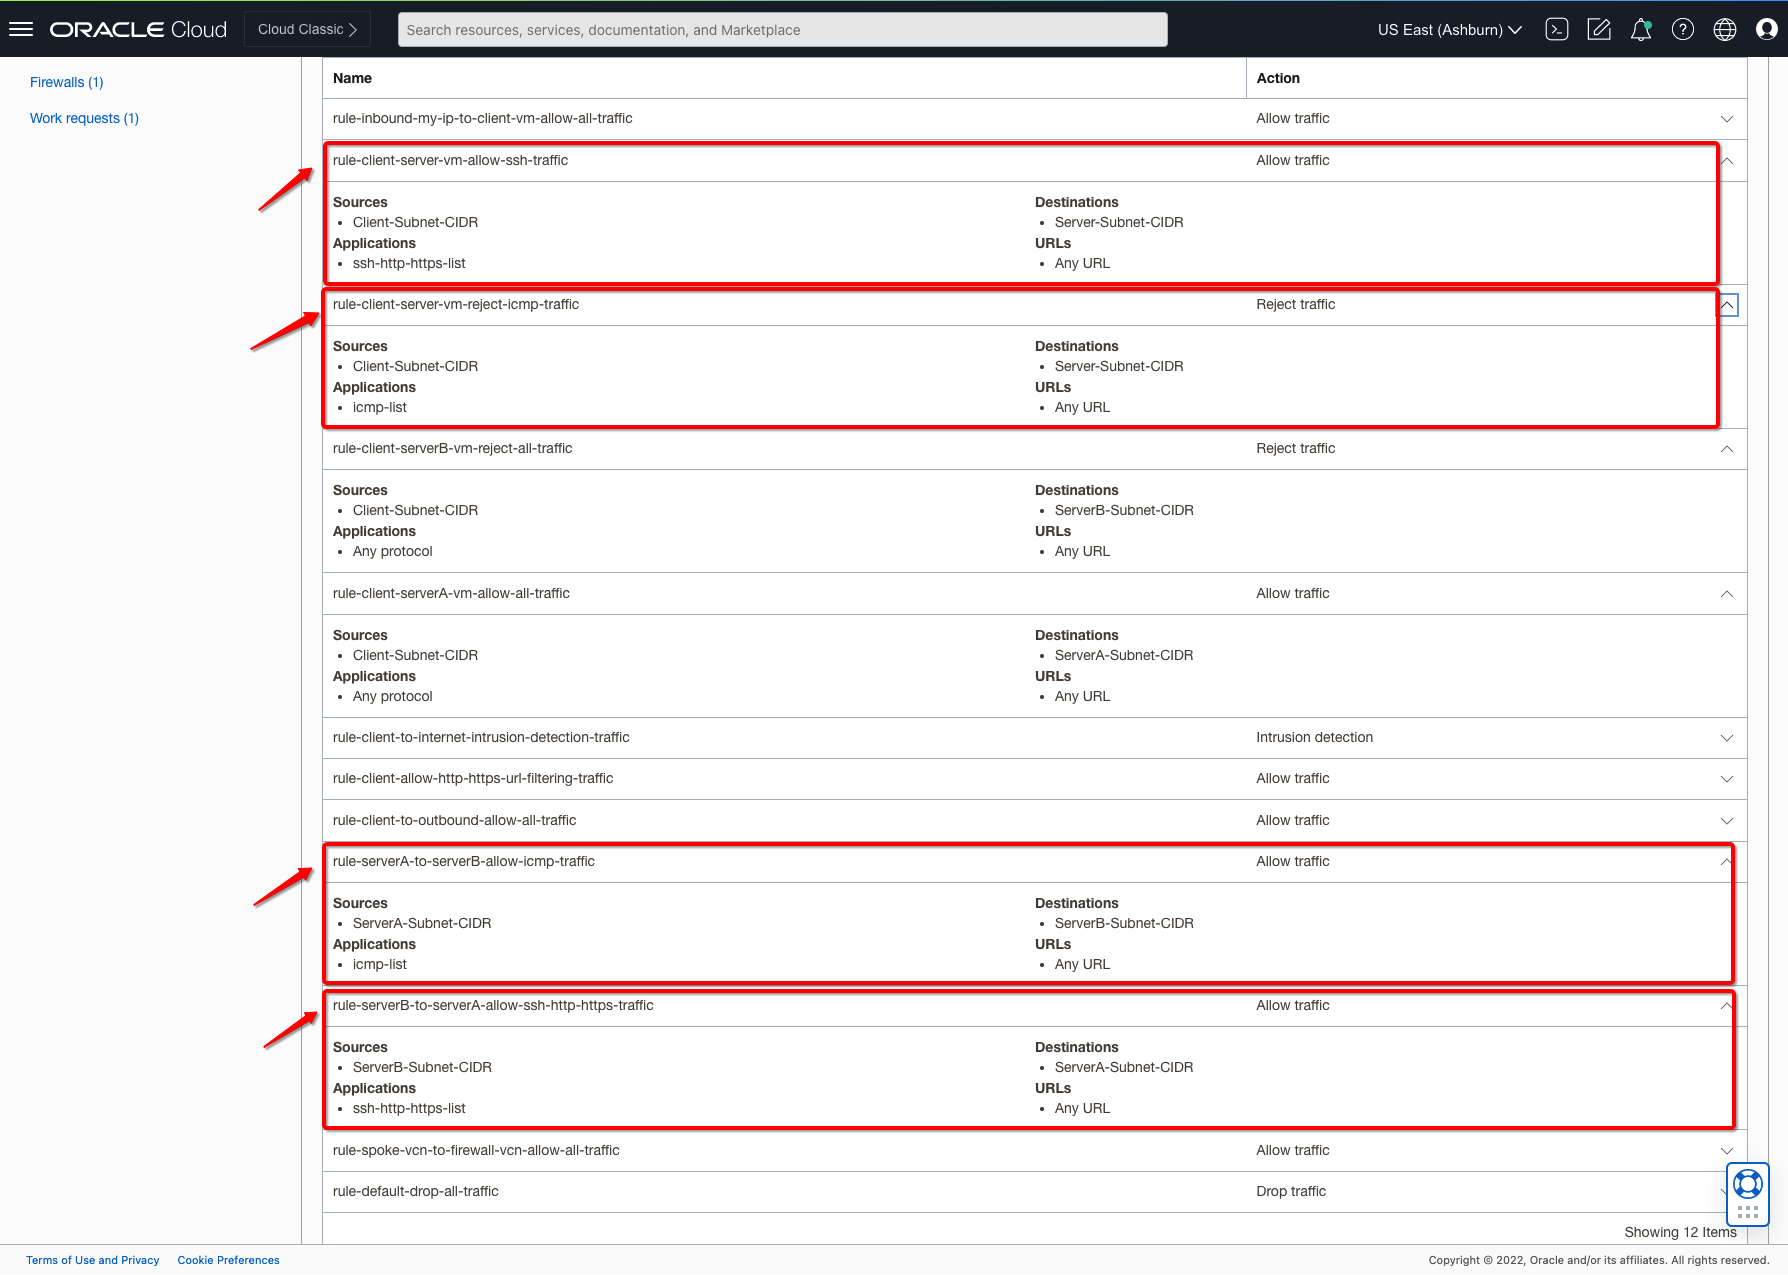 ORACLE Cloud
Cloud Classic
Search resources, services, documentation, and Marketplace
US East (Ashburn)
Firewalls (1)
Work requests (1)
Name Action
rule-inbound-my-ip-to-client-vm-allow-all-traffic Allow traffic
rule-client-server-vm-allow-ssh-traffic Allow traffic
Sources Destinations
• Client-Subnet-CIDR • Server-Subnet-CIDR
Applications URLs
• ssh-http-https-list • Any URL
rule-client-server-vm-reject-icmp-traffic Reject traffic
Sources Destinations
• Client-Subnet-CIDR • Server-Subnet-CIDR
Applications URLs
• icmp-list • Any URL
rule-client-serverB-vm-reject-all-traffic Reject traffic
Sources Destinations
• Client-Subnet-CIDR • ServerB-Subnet-CIDR
Applications URLs
• Any protocol • Any URL
rule-client-serverA-vm-allow-all-traffic Allow traffic
Sources Destinations
• Client-Subnet-CIDR • ServerA-Subnet-CIDR
Applications URLs
• Any protocol • Any URL
rule-client-to-internet-intrusion-detection-traffic Intrusion detection
rule-client-allow-http-https-url-filtering-traffic Allow traffic
rule-client-to-outbound-allow-all-traffic Allow traffic
rule-serverA-to-serverB-allow-icmp-traffic Allow traffic
Sources Destinations
• ServerA-Subnet-CIDR • ServerB-Subnet-CIDR
Applications URLs
• icmp-list • Any URL
rule-serverB-to-serverA-allow-ssh-http-https-traffic Allow traffic
Sources Destinations
• ServerB-Subnet-CIDR • ServerA-Subnet-CIDR
Applications URLs
• ssh-http-https-list • Any URL
rule-spoke-vcn-to-firewall-vcn-allow-all-traffic Allow traffic
rule-default-drop-all-traffic Drop traffic
Showing 12 Items
Terms of Use and Privacy Cookie Preferences
Copyright © 2022, Oracle and/or its affiliates. All rights reserved.